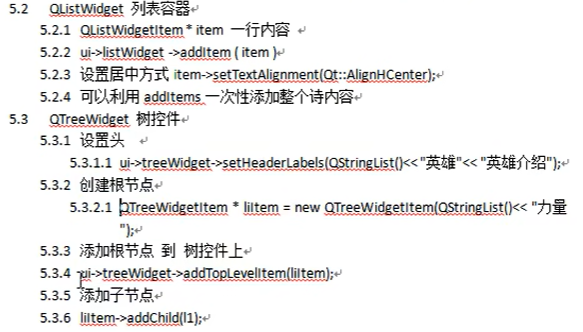 5.2 QListWidget 列表容器
5.2.1 QListWidgetItem * item 一行内容
5.2.2 ui->listWidget ->addItem ( item )
5.2.3 设置居中方式 item->setTextAlignment(Qt::AlignHCenter);
5.2.4 可以利用 addItems 一次性添加整个诗内容
5.3 QTreeWidget 树控件
5.3.1 设置头
5.3.1.1 ui->treeWidget->setHeaderLabels(QStringList()<< "英雄"<< "英雄介绍");
5.3.2 创建根节点
5.3.2.1 QTreeWidgetItem * liItem = new QTreeWidgetItem(QStringList()<< "力量
");
5.3.3 添加根节点 到 树控件上
5.3.4 ui->treeWidget->addTopLevelItem(liItem);
5.3.5 添加子节点
5.3.6 liItem->addChild(l1);